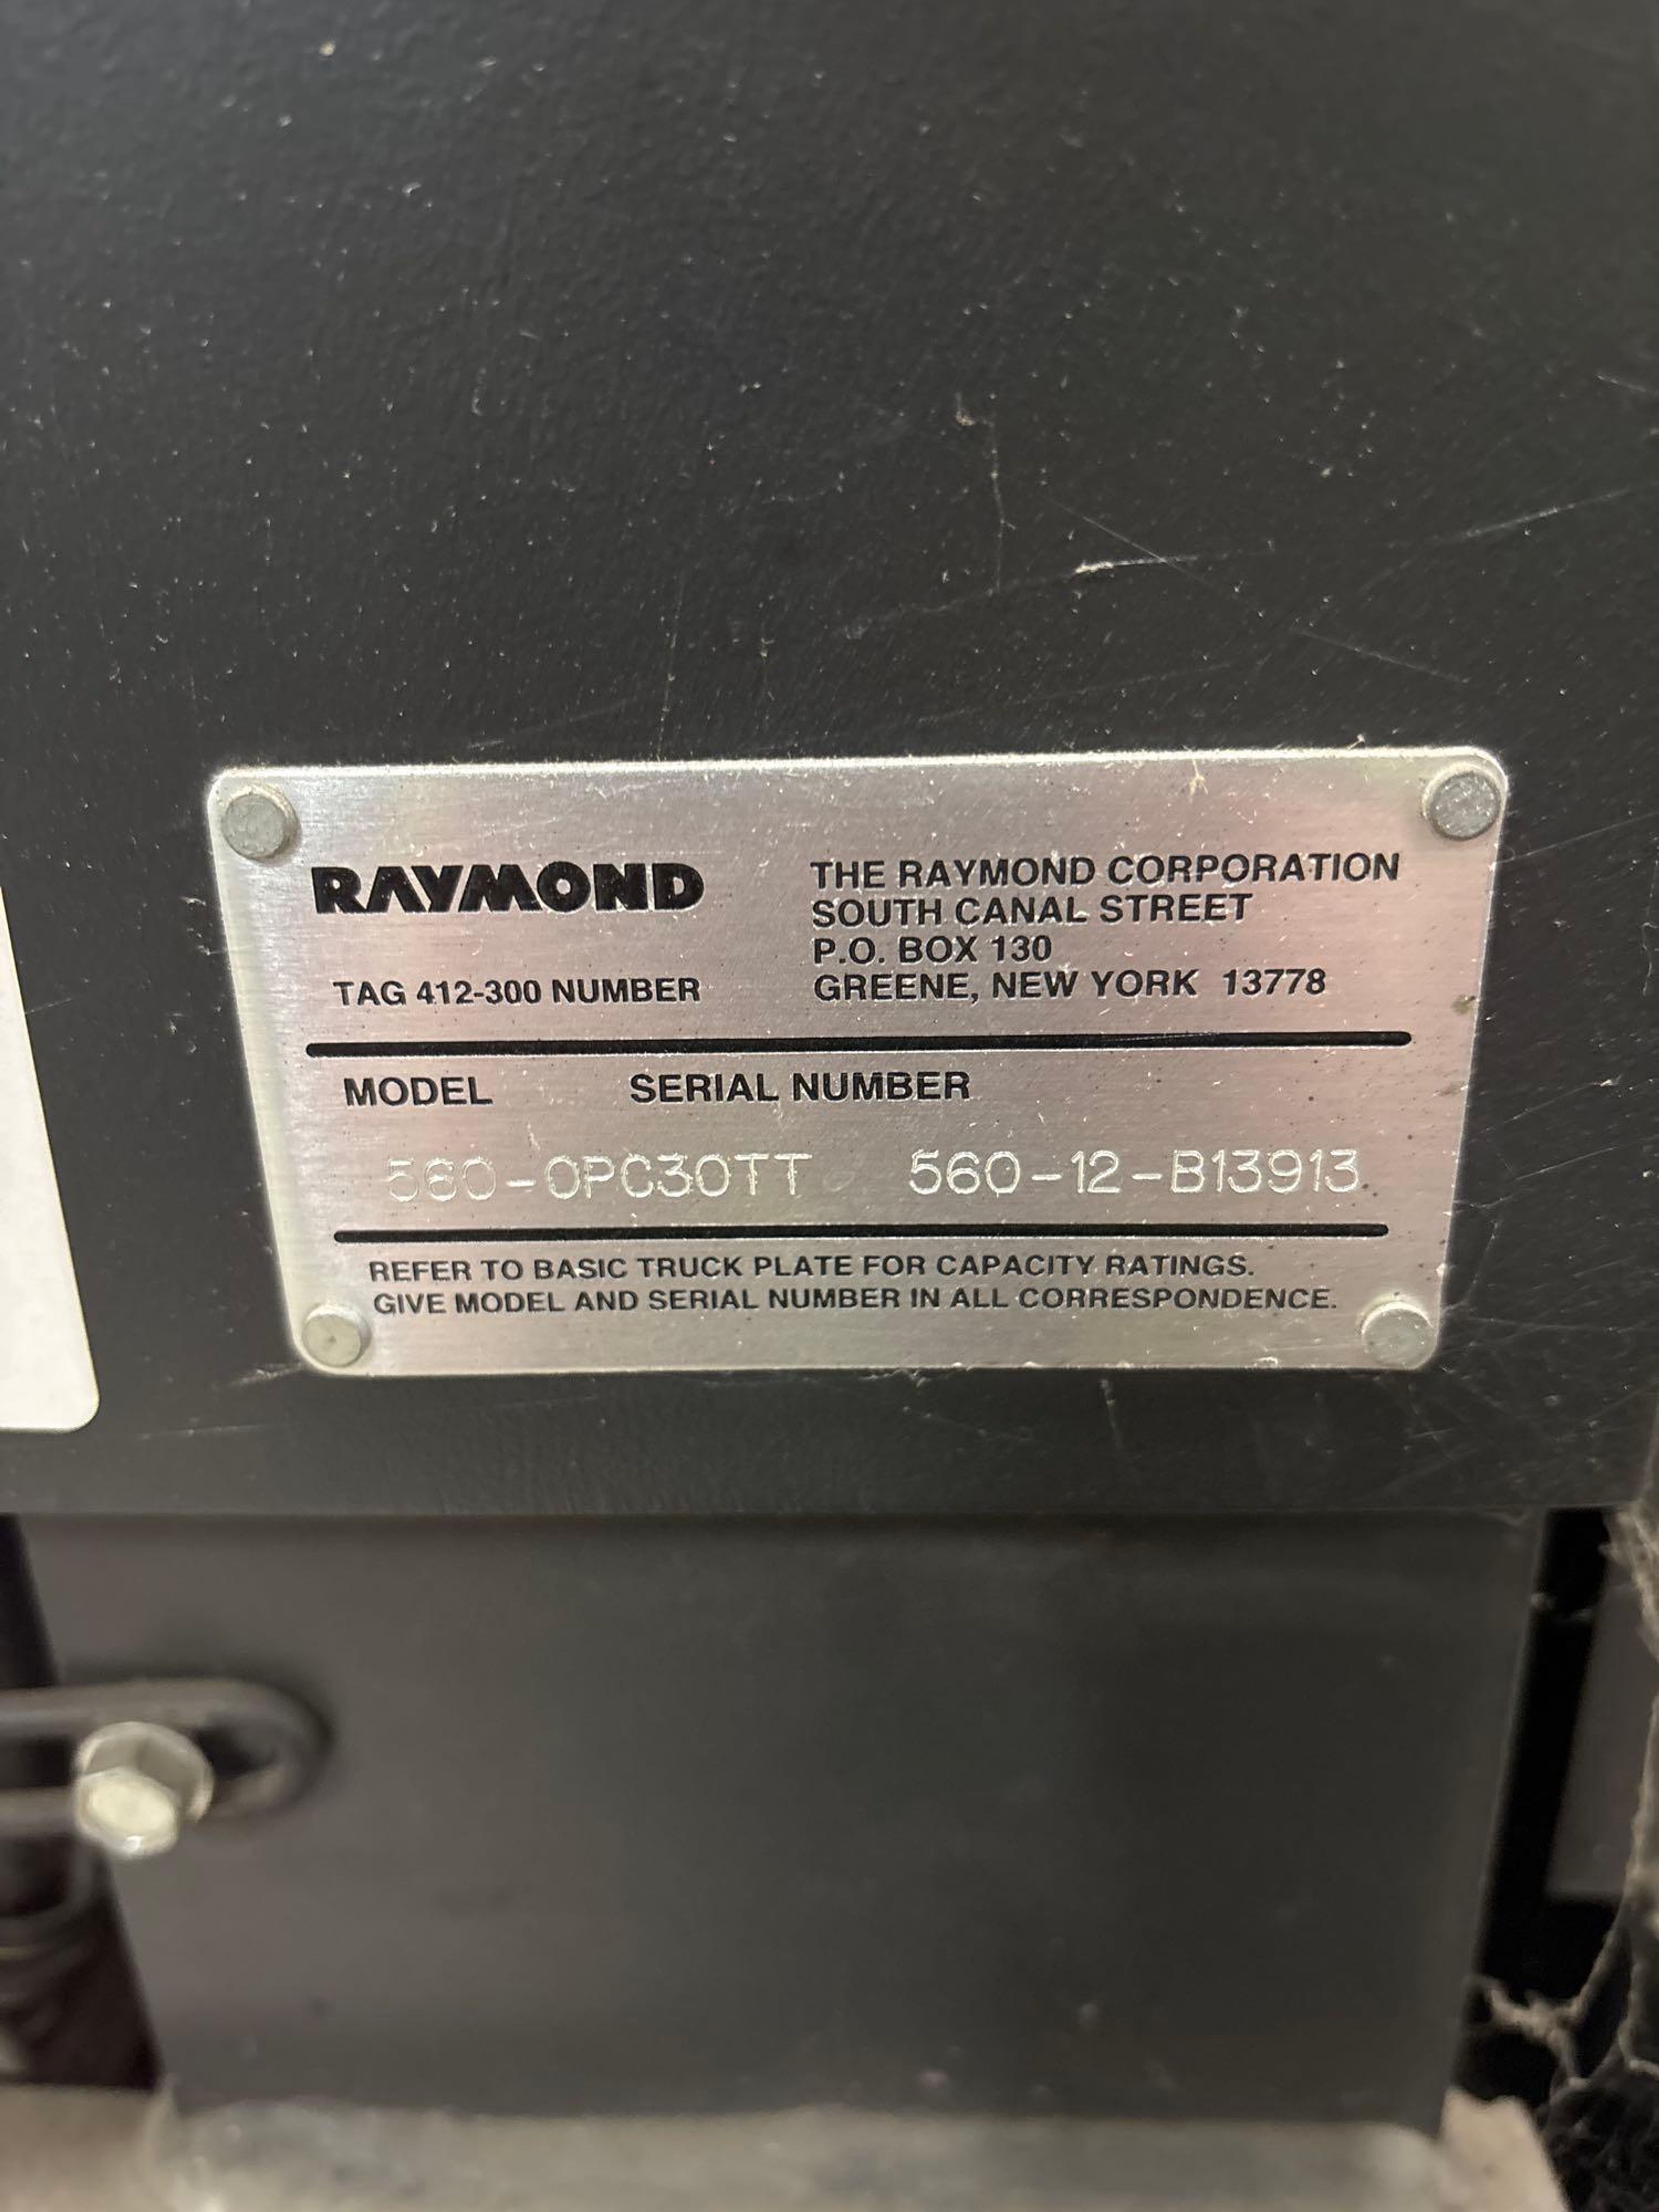 RAYMOND
THE RAYMOND CORPORATION
SOUTH CANAL STREET
P.O. BOX 130
GREENE, NEW YORK 13778
TAG 412-300 NUMBER
MODEL SERIAL NUMBER
560-OPC30TT 560-12-B13913
REFER TO BASIC TRUCK PLATE FOR CAPACITY RATINGS.
GIVE MODEL AND SERIAL NUMBER IN ALL CORRESPONDENCE.